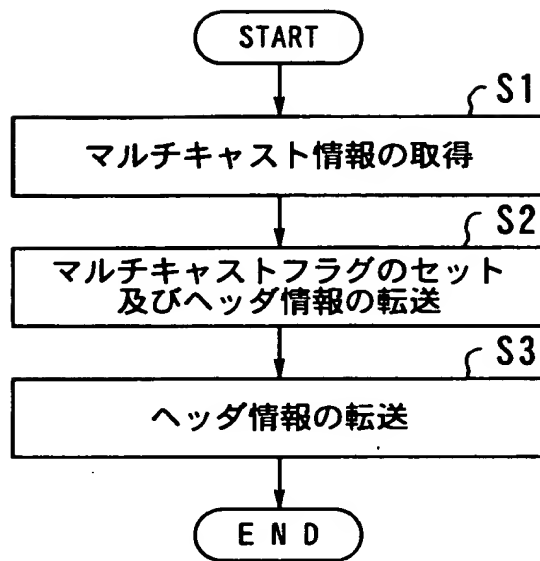 START
S1
マルチキャスト情報の取得
S2
マルチキャストフラグのセット
及びヘッダ情報の転送
S3
ヘッダ情報の転送
END